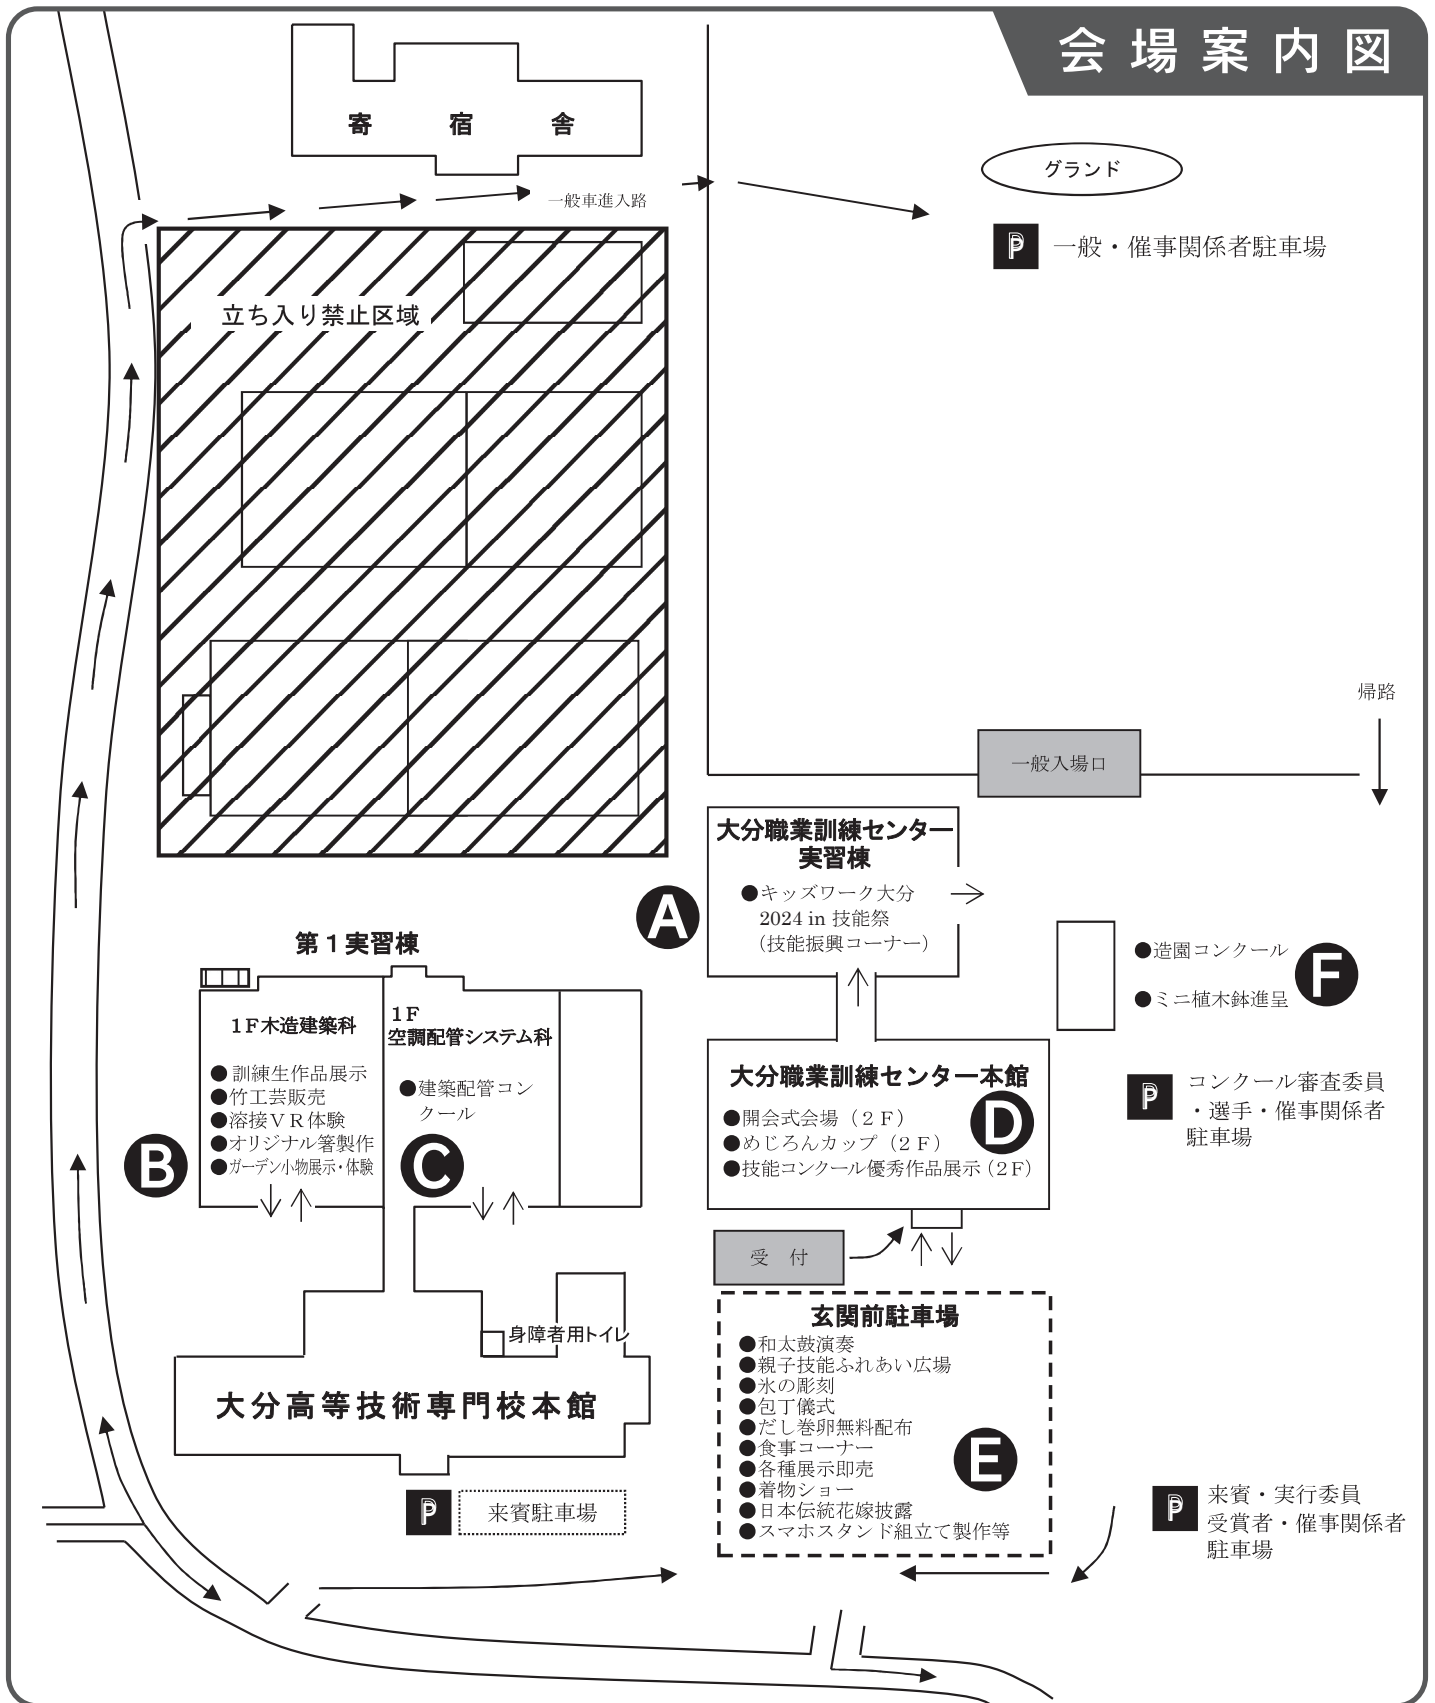 会場案内図
寄宿舎
一般車進入路
グランド
P 一般・催事関係者駐車場
立ち入り禁止区域
帰路
一般入場口
大分職業訓練センター
実習棟
●キッズワーク大分
2024 in 技能祭
（技能振興コーナー）
A
第１実習棟
１F木造建築科
●訓練生作品展示
●竹工芸販売
●溶接ＶＲ体験
●オリジナル箸製作
●ガーデン小物展示・体験
B
１F
空調配管システム科
●建築配管コン
クール
C
●造園コンクール
●ミニ植木鉢進呈
F
大分職業訓練センター本館
●開会式会場（２F）
●めじろんカップ（２F）
●技能コンクール優秀作品展示（２F）
D
P コンクール審査委員
・選手・催事関係者
駐車場
受　付
玄関前駐車場
●和太鼓演奏
●親子技能ふれあい広場
●氷の彫刻
●包丁儀式
●だし巻卵無料配布
●食事コーナー
●各種展示即売
●着物ショー
●日本伝統花嫁披露
●スマホスタンド組立て製作等
E
身障者用トイレ
大分高等技術専門校本館
P 来賓駐車場
P 来賓・実行委員
受賞者・催事関係者
駐車場